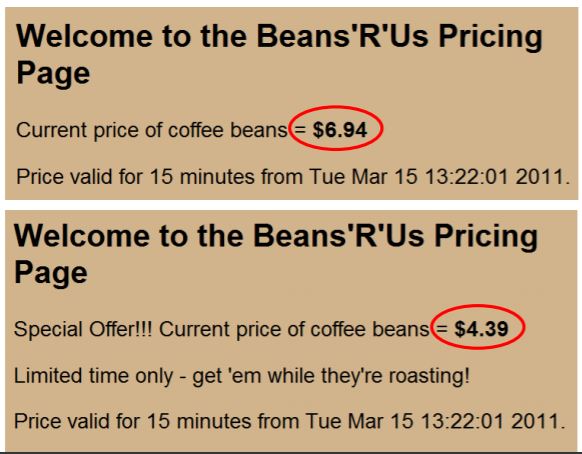 Welcome to the Beans'R'Us Pricing
Page
Current price of coffee beans = $6.94
Price valid for 15 minutes from Tue Mar 15 13:22:01 2011.
Welcome to the Beans'R'Us Pricing
Page
Special Offer!!! Current price of coffee beans = $4.39
Limited time only - get 'em while they're roasting!
Price valid for 15 minutes from Tue Mar 15 13:22:01 2011.